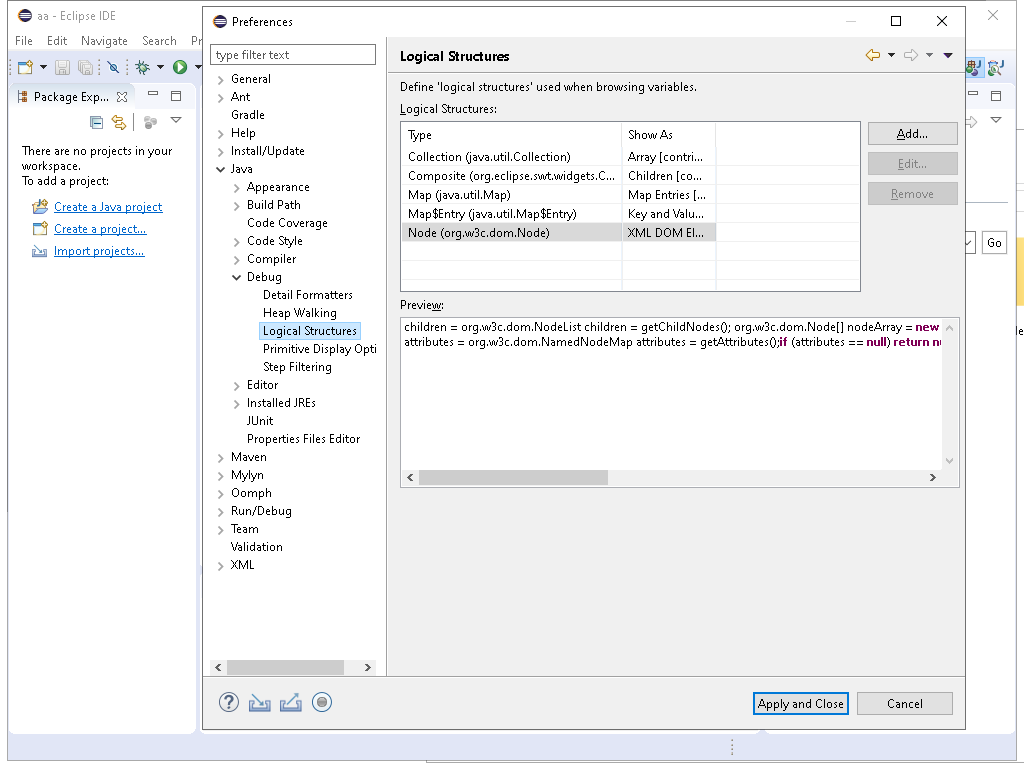 aa - Eclipse IDE
File Edit Navigate Search
Package Exp...
There are no projects in your
workspace.
To add a project:
Create a Java project
Create a project...
Import projects...
Preferences
type filter text
General
Ant
Gradle
Help
Install/Update
Java
Appearance
Build Path
Code Coverage
Code Style
Compiler
Debug
Detail Formatters
Heap Walking
Logical Structures
Primitive Display Opti
Step Filtering
Editor
Installed JREs
JUnit
Properties Files Editor
Maven
Mylyn
Oomph
Run/Debug
Team
Validation
XML
Logical Structures
Define 'logical structures' used when browsing variables.
Logical Structures:
Type Show As
Collection (java.util.Collection) Array [contri...
Composite (org.eclipse.swt.widgets.C... Children [co...
Map (java.util.Map) Map Entries [...
Map$Entry (java.util.Map$Entry) Key and Valu...
Node (org.w3c.dom.Node) XML DOM El...
Add...
Edit...
Remove
Preview:
children = org.w3c.dom.NodeList children = getChildNodes(); org.w3c.dom.Node[] nodeArray = new
attributes = org.w3c.dom.NamedNodeMap attributes = getAttributes();if (attributes == null) return
Go
Apply and Close
Cancel